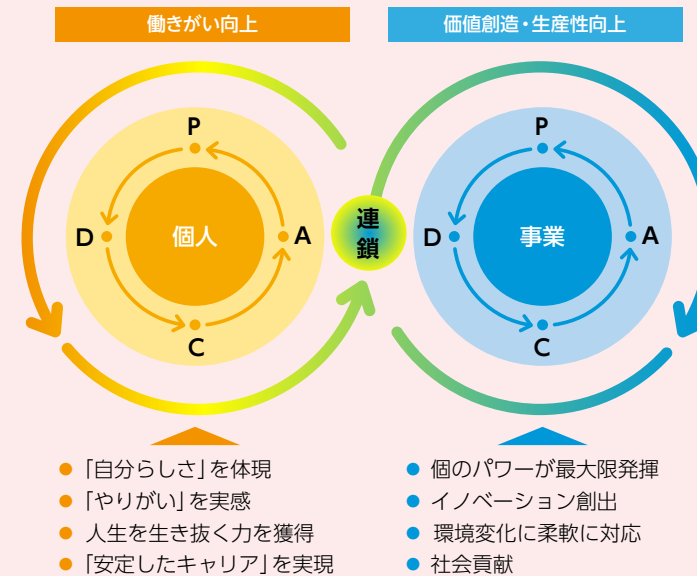 働きがい向上
価値創造・生産性向上
P
D
個人
A
C
連
鎖
P
D
事業
A
C
● 「自分らしさ」を体現
● 「やりがい」を実感
● 人生を生き抜く力を獲得
● 「安定したキャリア」を実現
● 個のパワーが最大限発揮
● イノベーション創出
● 環境変化に柔軟に対応
● 社会貢献